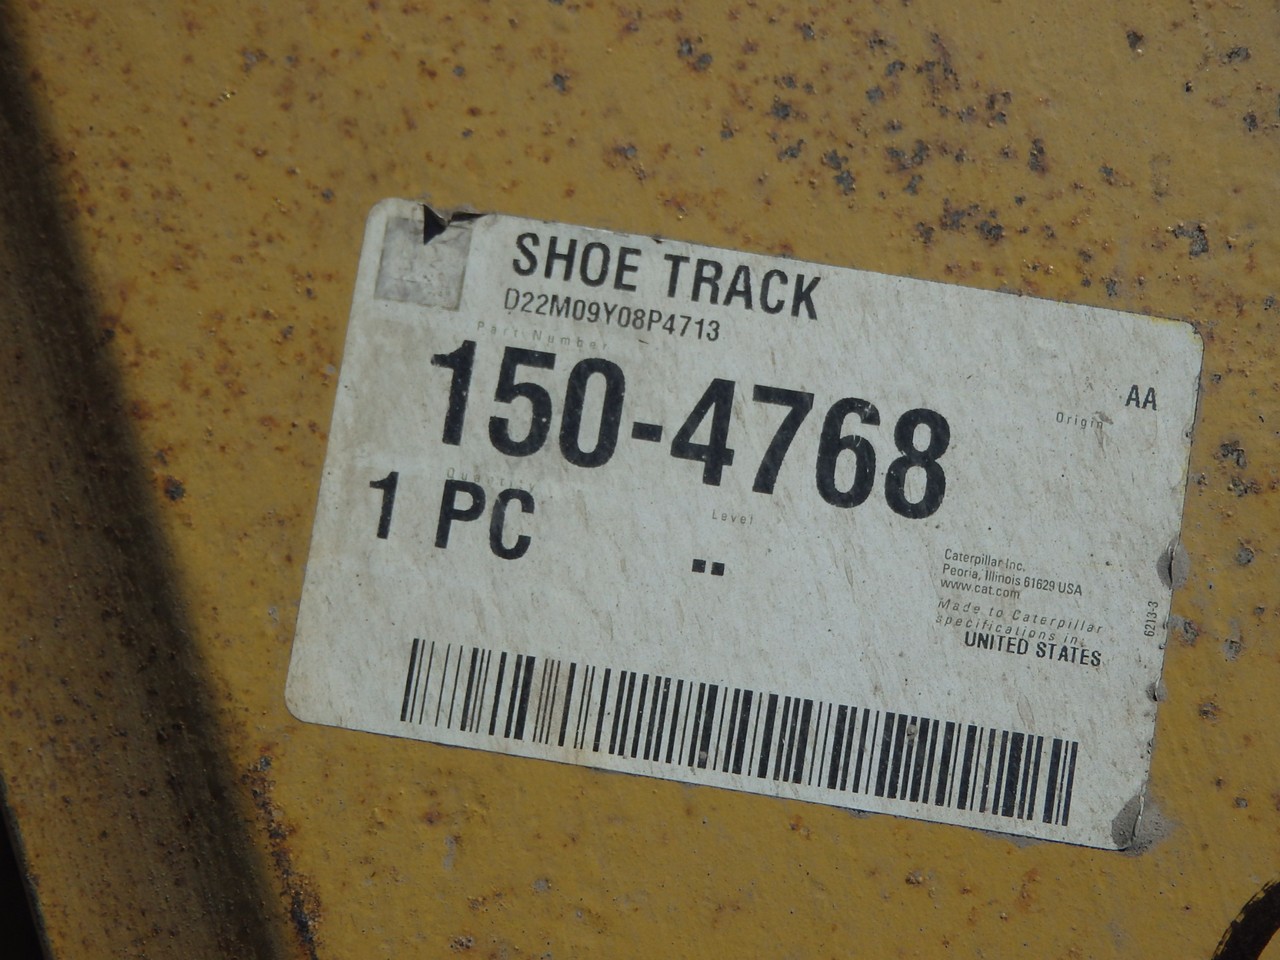 SHOE TRACK
D22M09Y08P4713
Part Number
150-4768
AA
Origin
Quantity
1 PC
Level
--
Caterpillar Inc.
Peoria, Illinois 61629 USA
www.cat.com
Made to Caterpillar
specifications in
UNITED STATES
6213-3